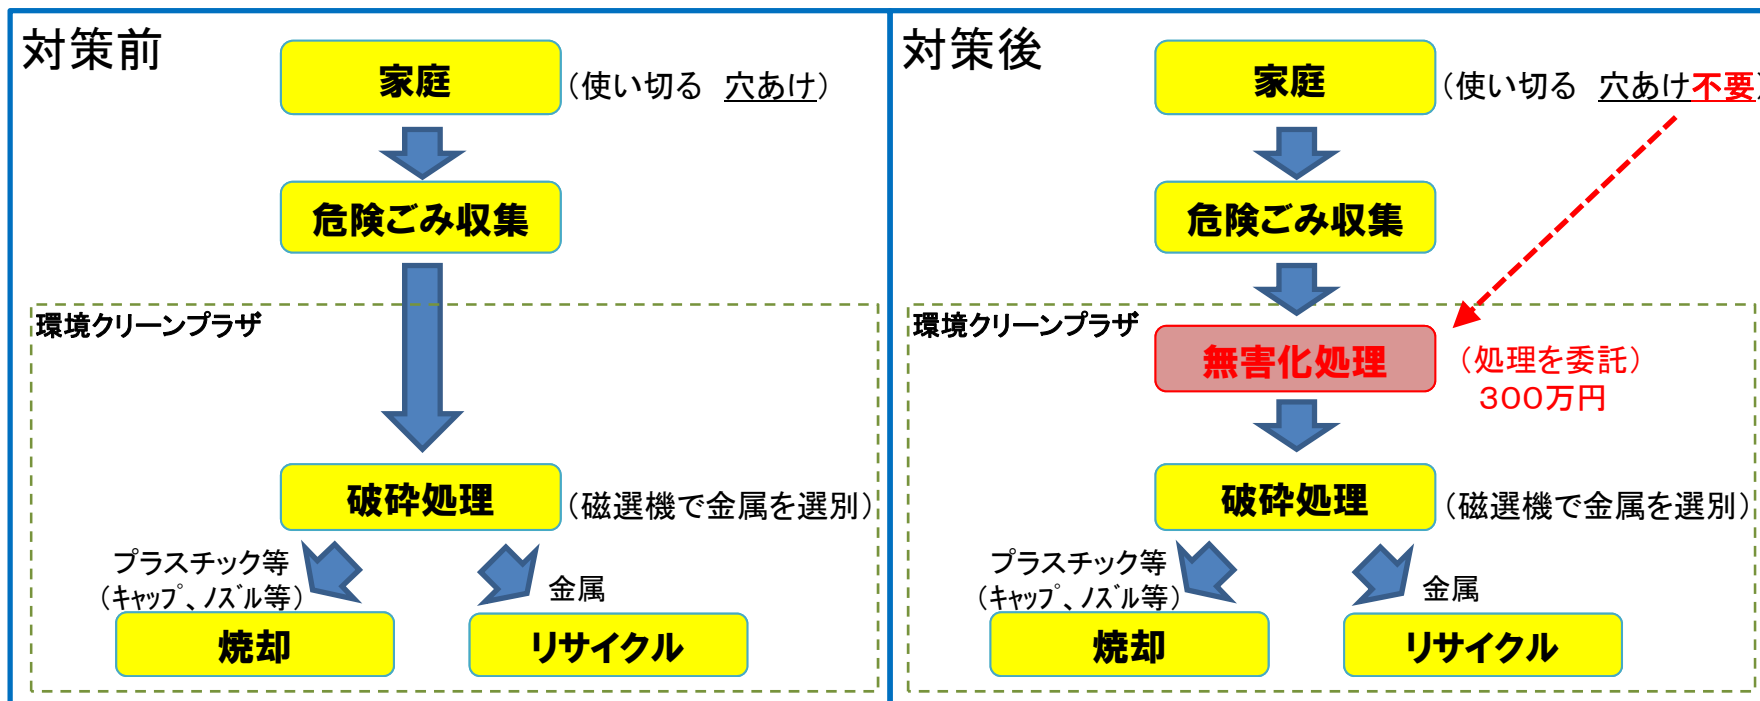 対策前
家庭
（使い切る　穴あけ）
危険ごみ収集
環境クリーンプラザ
破砕処理
（磁選機で金属を選別）
プラスチック等
（ｷｬｯﾌﾟ、ﾉｽﾞﾙ等）
金属
焼却
リサイクル
対策後
家庭
（使い切る　穴あけ不要）
危険ごみ収集
環境クリーンプラザ
無害化処理
（処理を委託）
３００万円
破砕処理
（磁選機で金属を選別）
プラスチック等
（ｷｬｯﾌﾟ、ﾉｽﾞﾙ等）
金属
焼却
リサイクル